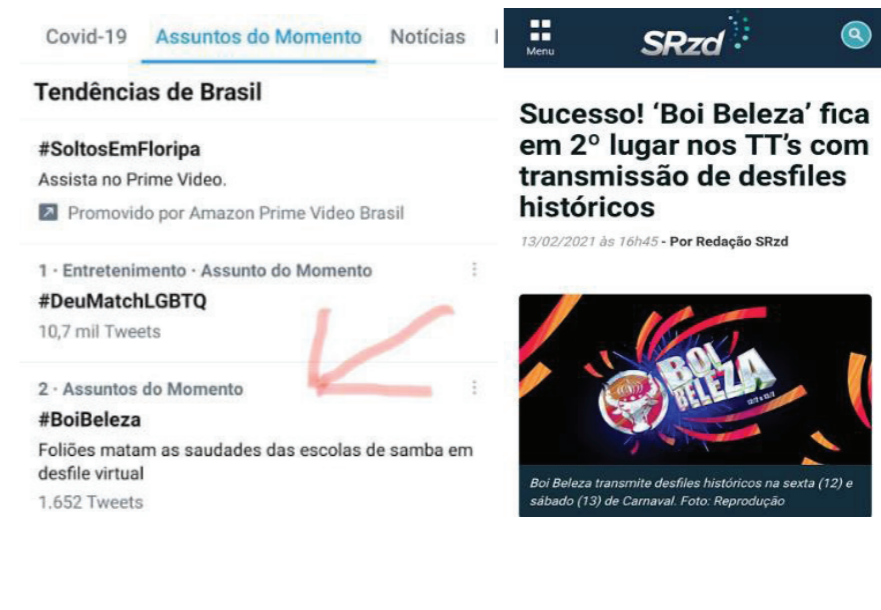 Covid-19 Assuntos do Momento Notícias
Tendências de Brasil
#SoltosEmFloripa
Assista no Prime Video.
Promovido por Amazon Prime Video Brasil
1 · Entretenimento · Assunto do Momento
#DeuMatchLGBTQ
10,7 mil Tweets
2 · Assuntos do Momento
#BoiBeleza
Foliões matam as saudades das escolas de samba em
desfile virtual
1.652 Tweets
Menu
SRzd
Sucesso! ‘Boi Beleza’ fica
em 2º lugar nos TT’s com
transmissão de desfiles
históricos
13/02/2021 às 16h45 - Por Redação SRzd
BOI
BELEZA
Boi Beleza transmite desfiles históricos na sexta (12) e
sábado (13) de Carnaval. Foto: Reprodução